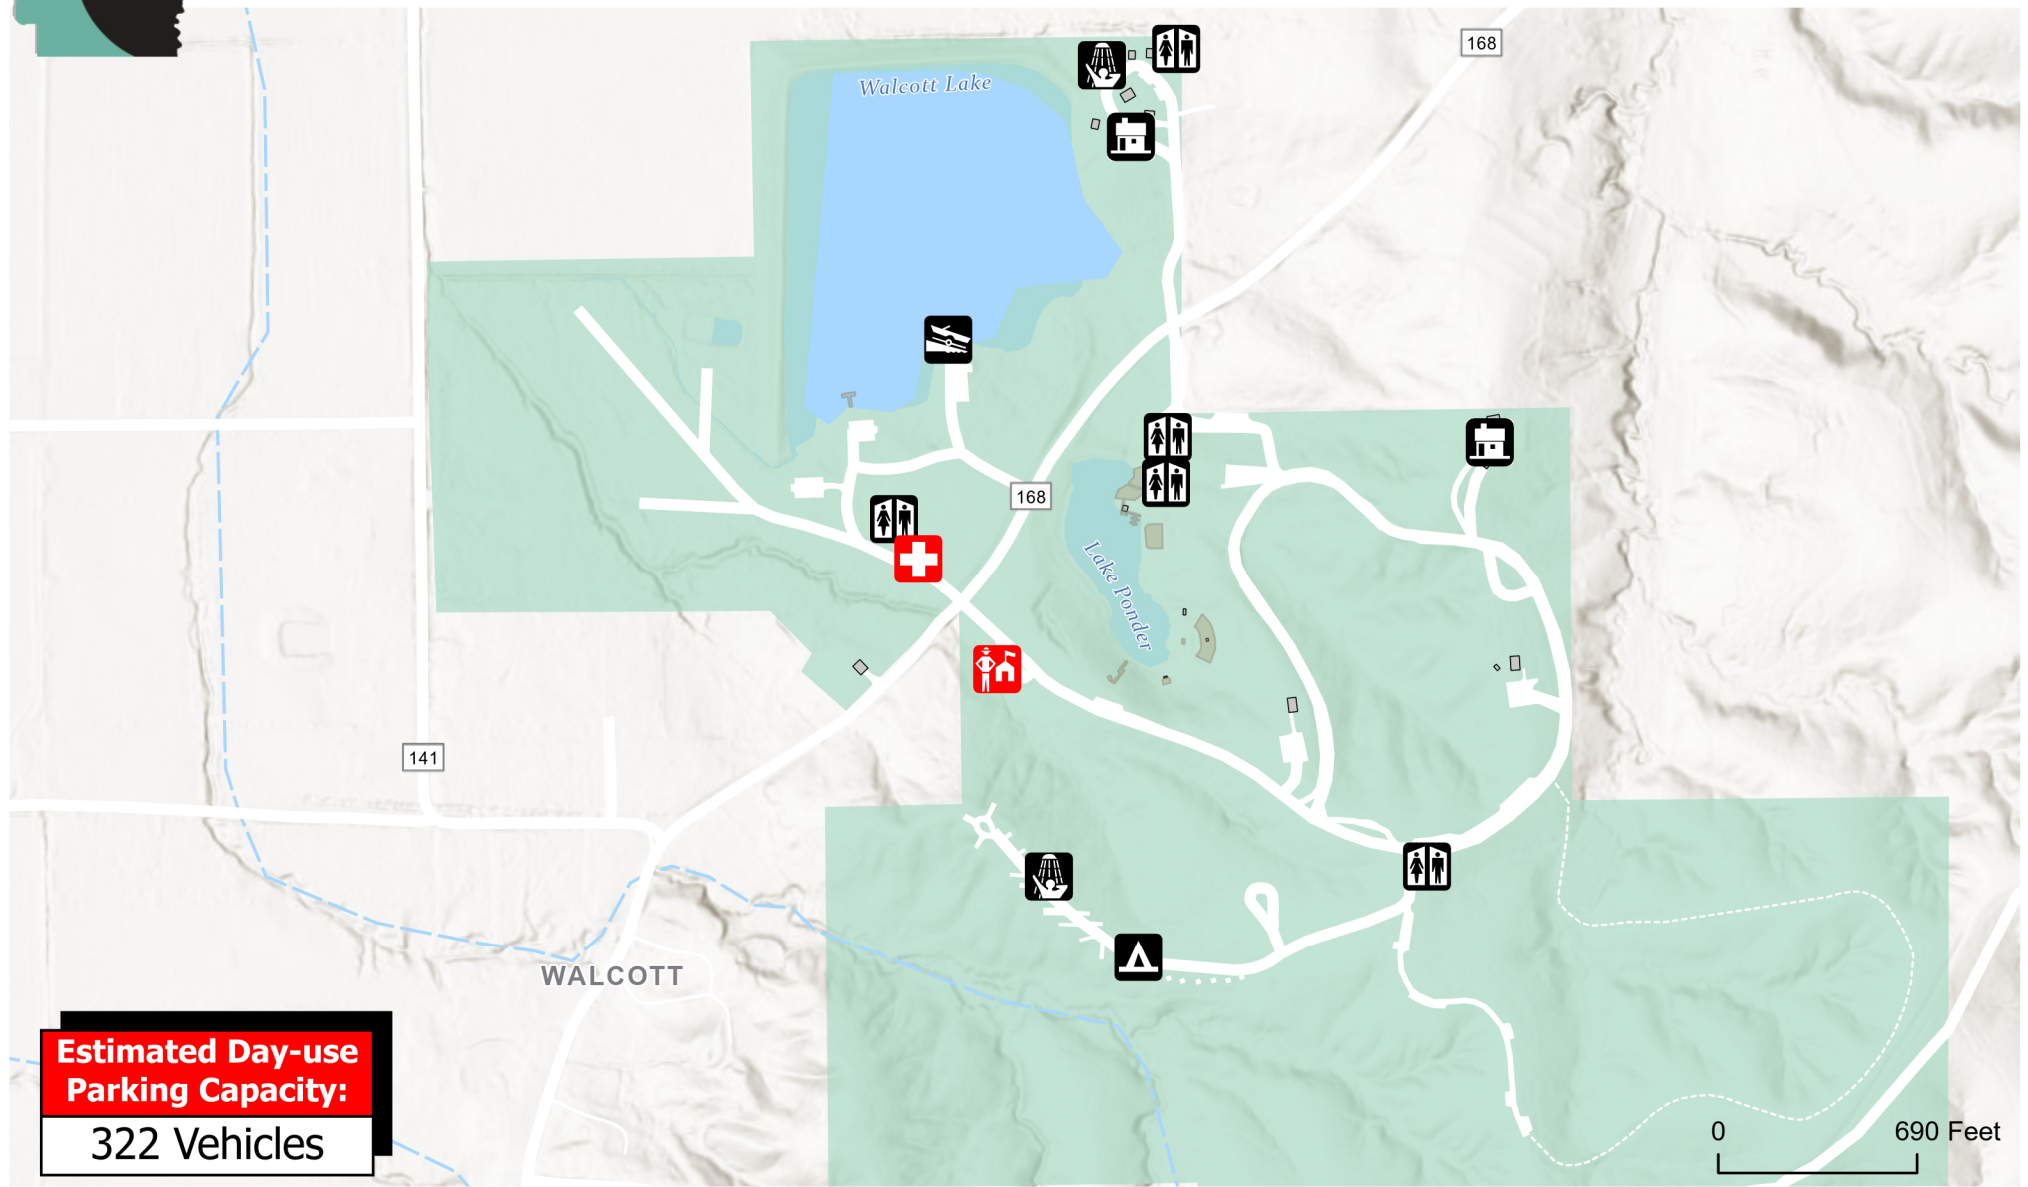 168
Walcott Lake
168
Lake Ponder
141
WALCOTT
Estimated Day-use
Parking Capacity:
322 Vehicles
0 690 Feet